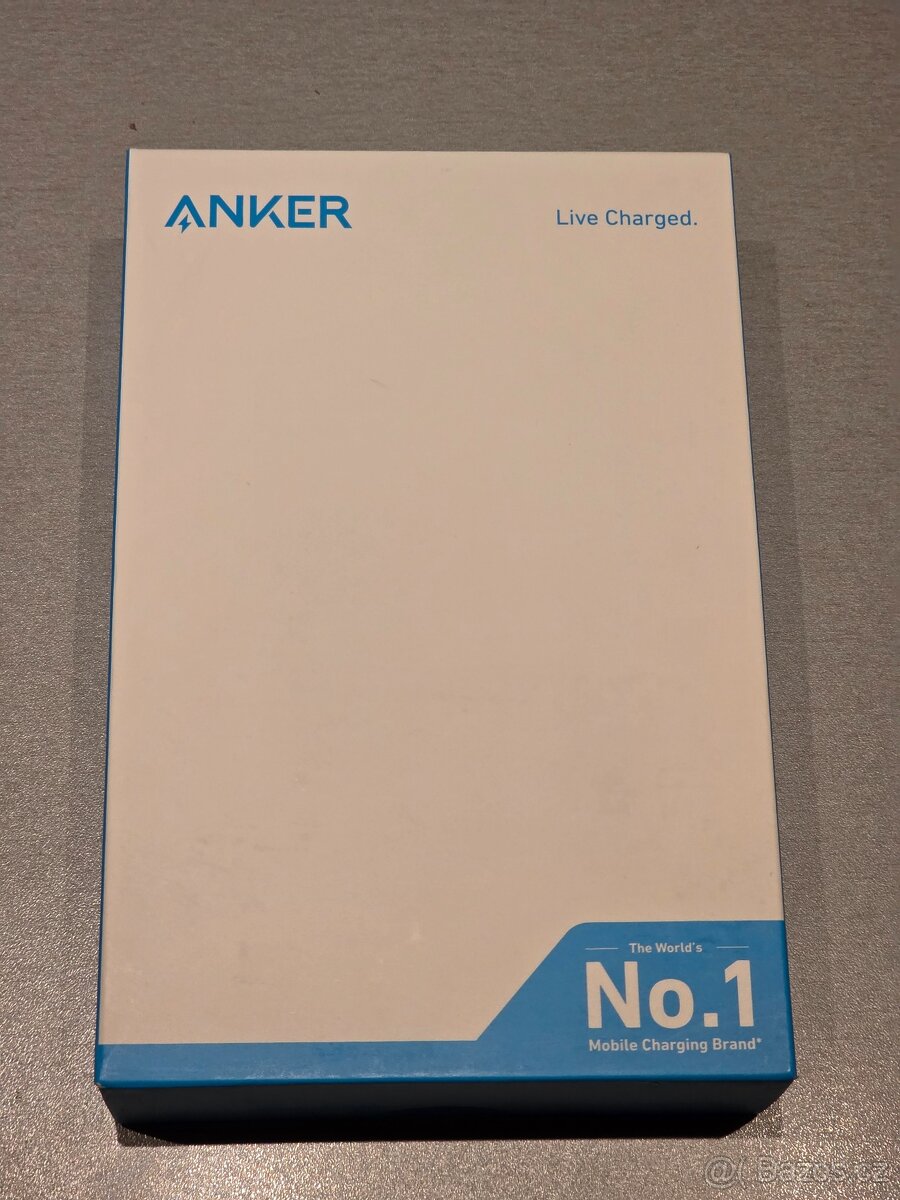 ANKER
Live Charged.
The World's
No.1
Mobile Charging Brand*
@ Bazos.cz